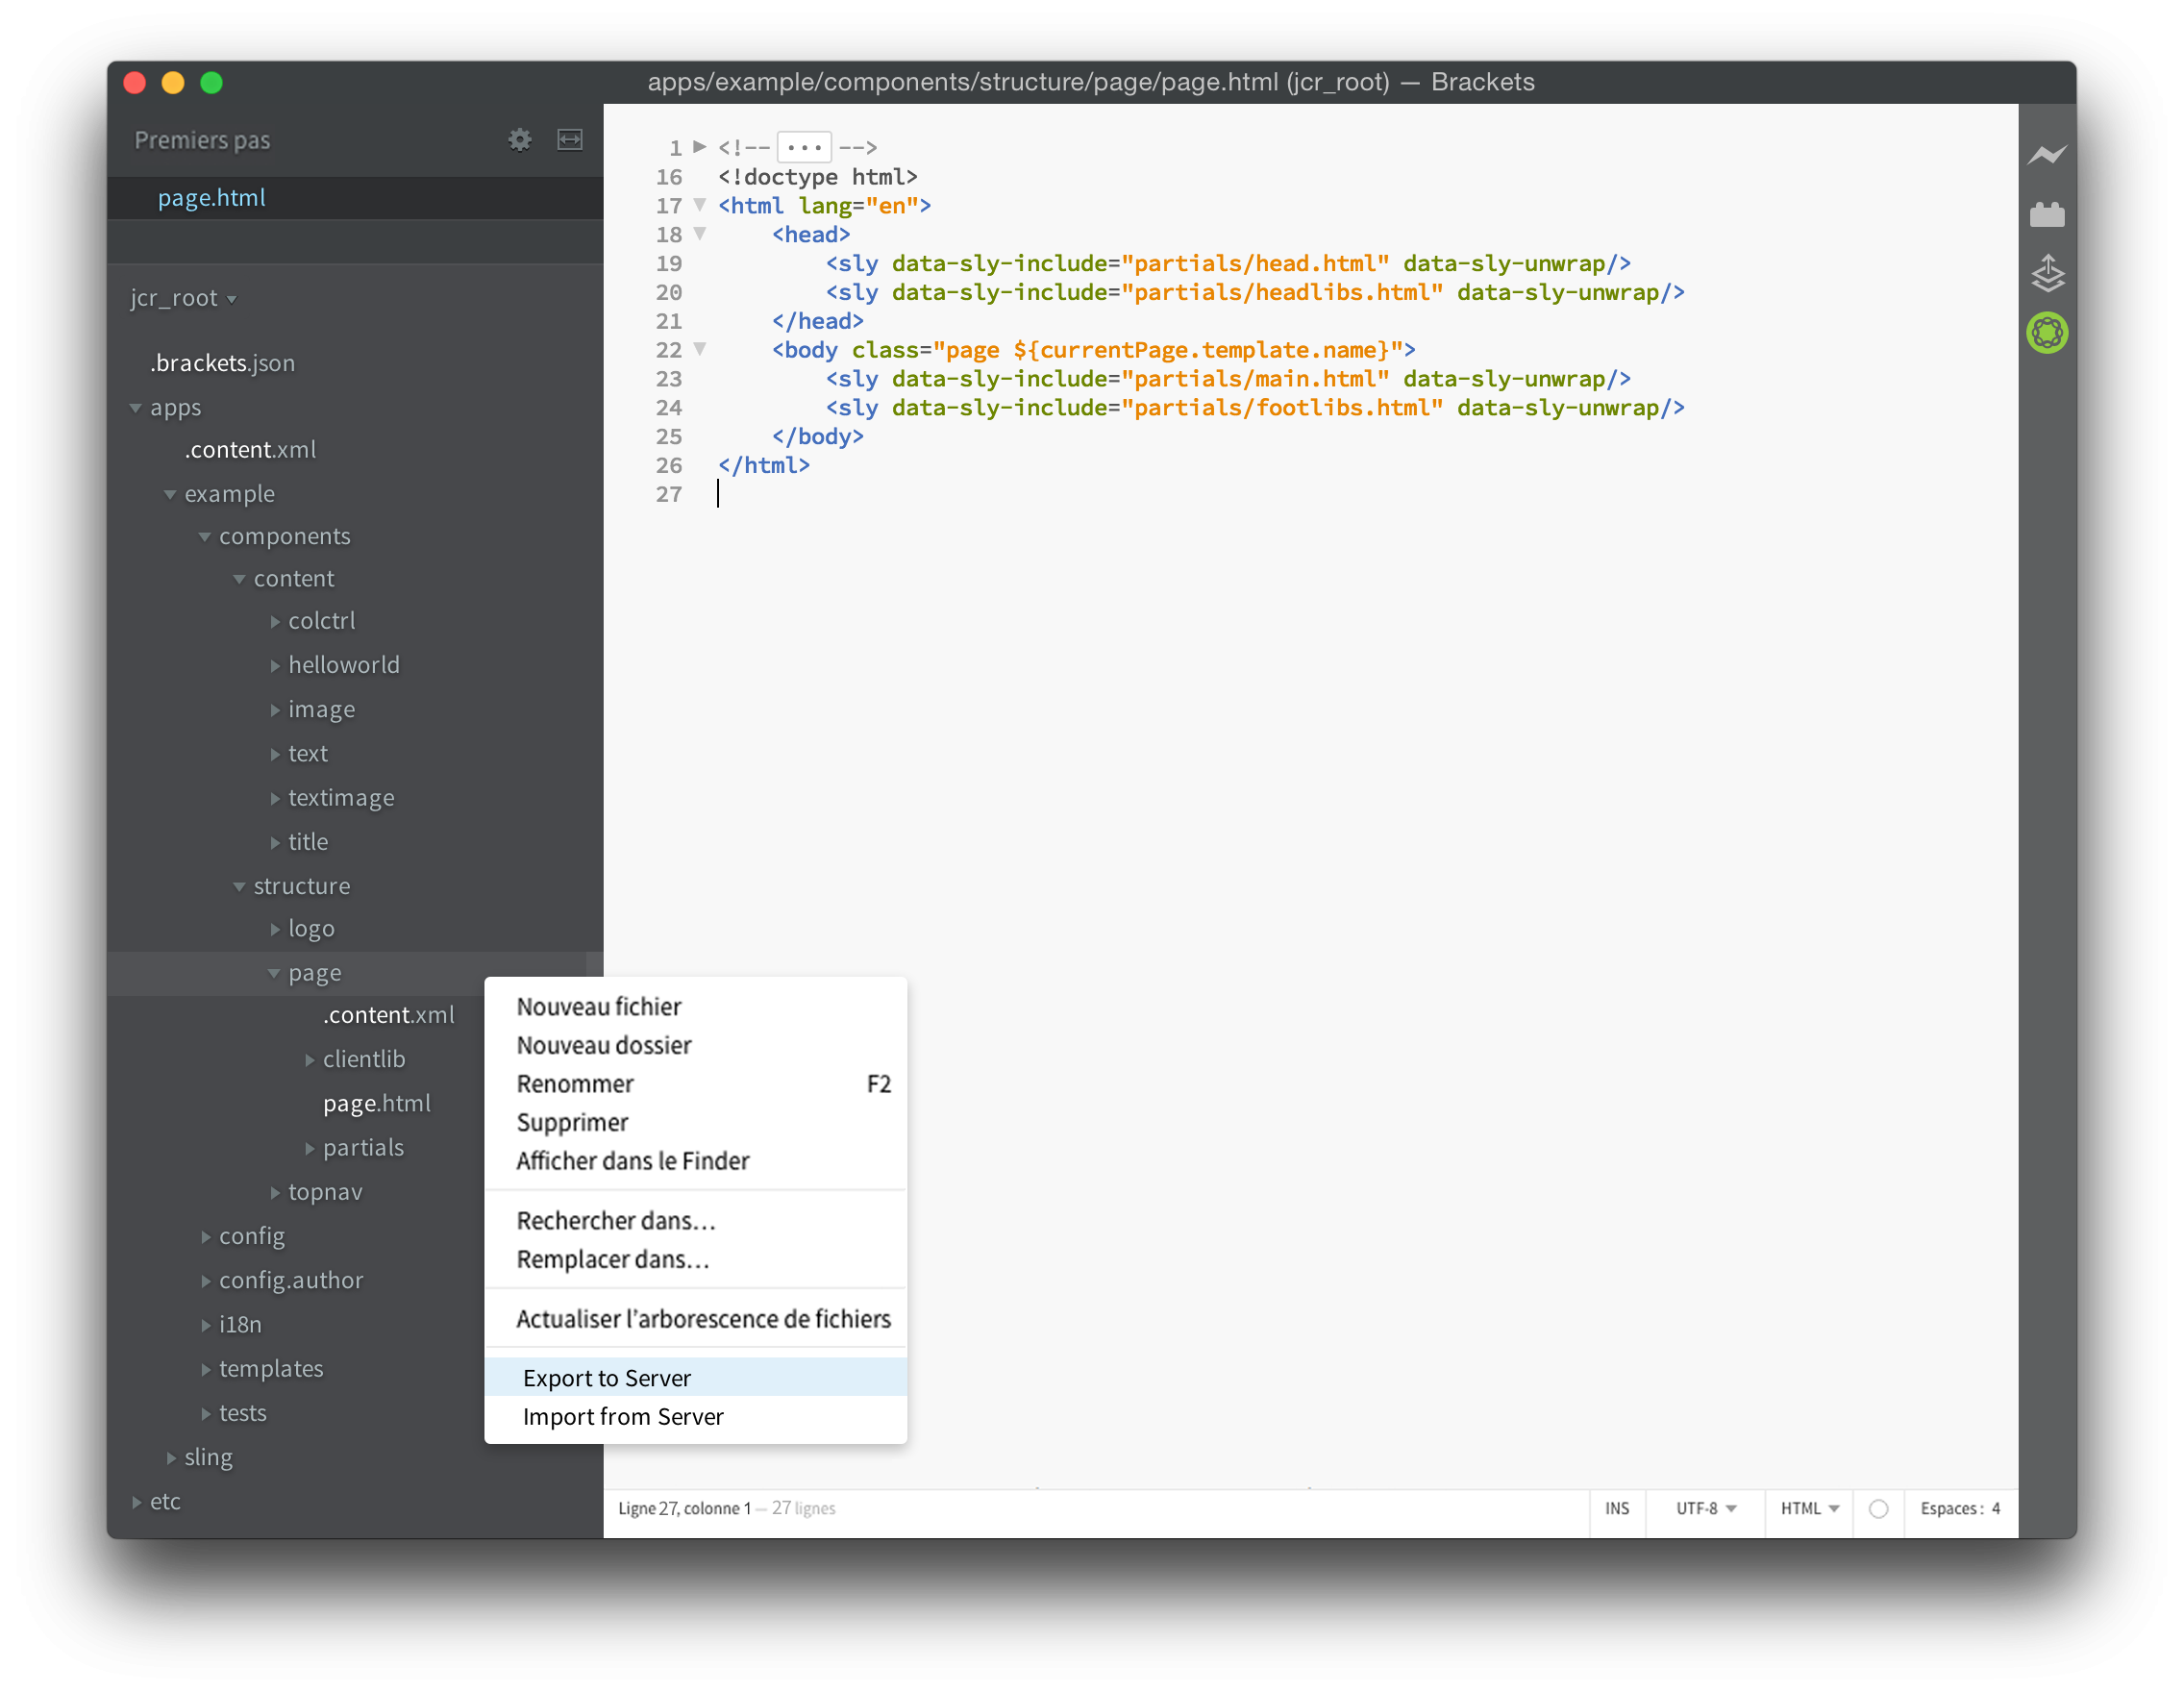 apps/example/components/structure/page/page.html (jcr_root) — Brackets
Premiers pas
page.html
jcr_root
.brackets.json
apps
.content.xml
example
components
content
colctrl
helloworld
image
text
textimage
title
structure
logo
page
.content.xml
clientlib
page.html
partials
topnav
config
config.author
i18n
templates
tests
sling
etc
1 <!-- ... -->
16 <!doctype html>
17 <html lang="en">
18 <head>
19 <sly data-sly-include="partials/head.html" data-sly-unwrap/>
20 <sly data-sly-include="partials/headlibs.html" data-sly-unwrap/>
21 </head>
22 <body class="page ${currentPage.template.name}">
23 <sly data-sly-include="partials/main.html" data-sly-unwrap/>
24 <sly data-sly-include="partials/footlibs.html" data-sly-unwrap/>
25 </body>
26 </html>
27
Nouveau fichier
Nouveau dossier
Renommer F2
Supprimer
Afficher dans le Finder
Rechercher dans…
Remplacer dans…
Actualiser l’arborescence de fichiers
Export to Server
Import from Server
Ligne 27, colonne 1 — 27 lignes INS UTF-8 HTML Espaces : 4